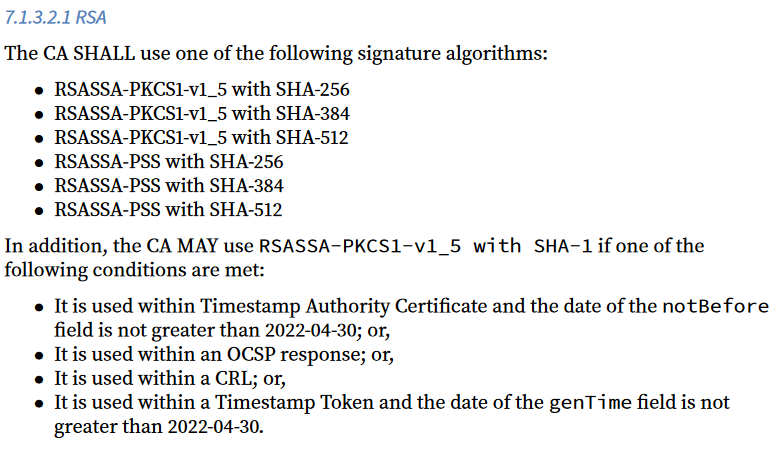 7.1.3.2.1 RSA
The CA SHALL use one of the following signature algorithms:
• RSASSA-PKCS1-v1_5 with SHA-256
• RSASSA-PKCS1-v1_5 with SHA-384
• RSASSA-PKCS1-v1_5 with SHA-512
• RSASSA-PSS with SHA-256
• RSASSA-PSS with SHA-384
• RSASSA-PSS with SHA-512
In addition, the CA MAY use RSASSA-PKCS1-v1_5 with SHA-1 if one of the
following conditions are met:
• It is used within Timestamp Authority Certificate and the date of the notBefore
field is not greater than 2022-04-30; or,
• It is used within an OCSP response; or,
• It is used within a CRL; or,
• It is used within a Timestamp Token and the date of the genTime field is not
greater than 2022-04-30.